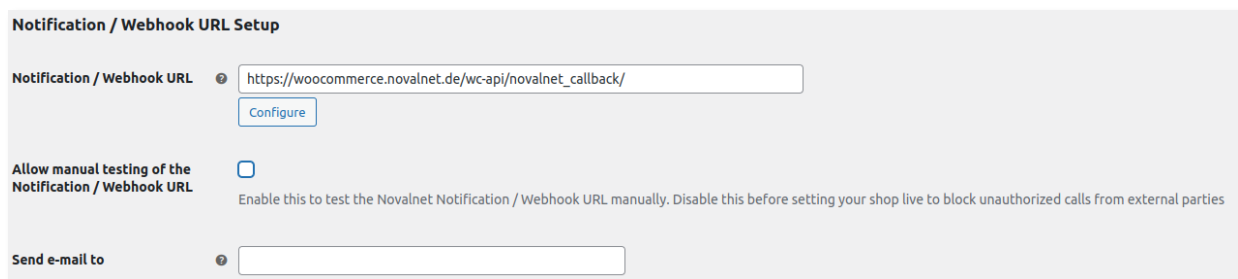 Notification / Webhook URL Setup
Notification / Webhook URL
https://woocommerce.novalnet.de/wc-api/novalnet_callback/
Configure
Allow manual testing of the
Notification / Webhook URL
Enable this to test the Novalnet Notification / Webhook URL manually. Disable this before setting your shop live to block unauthorized calls from external parties
Send e-mail to